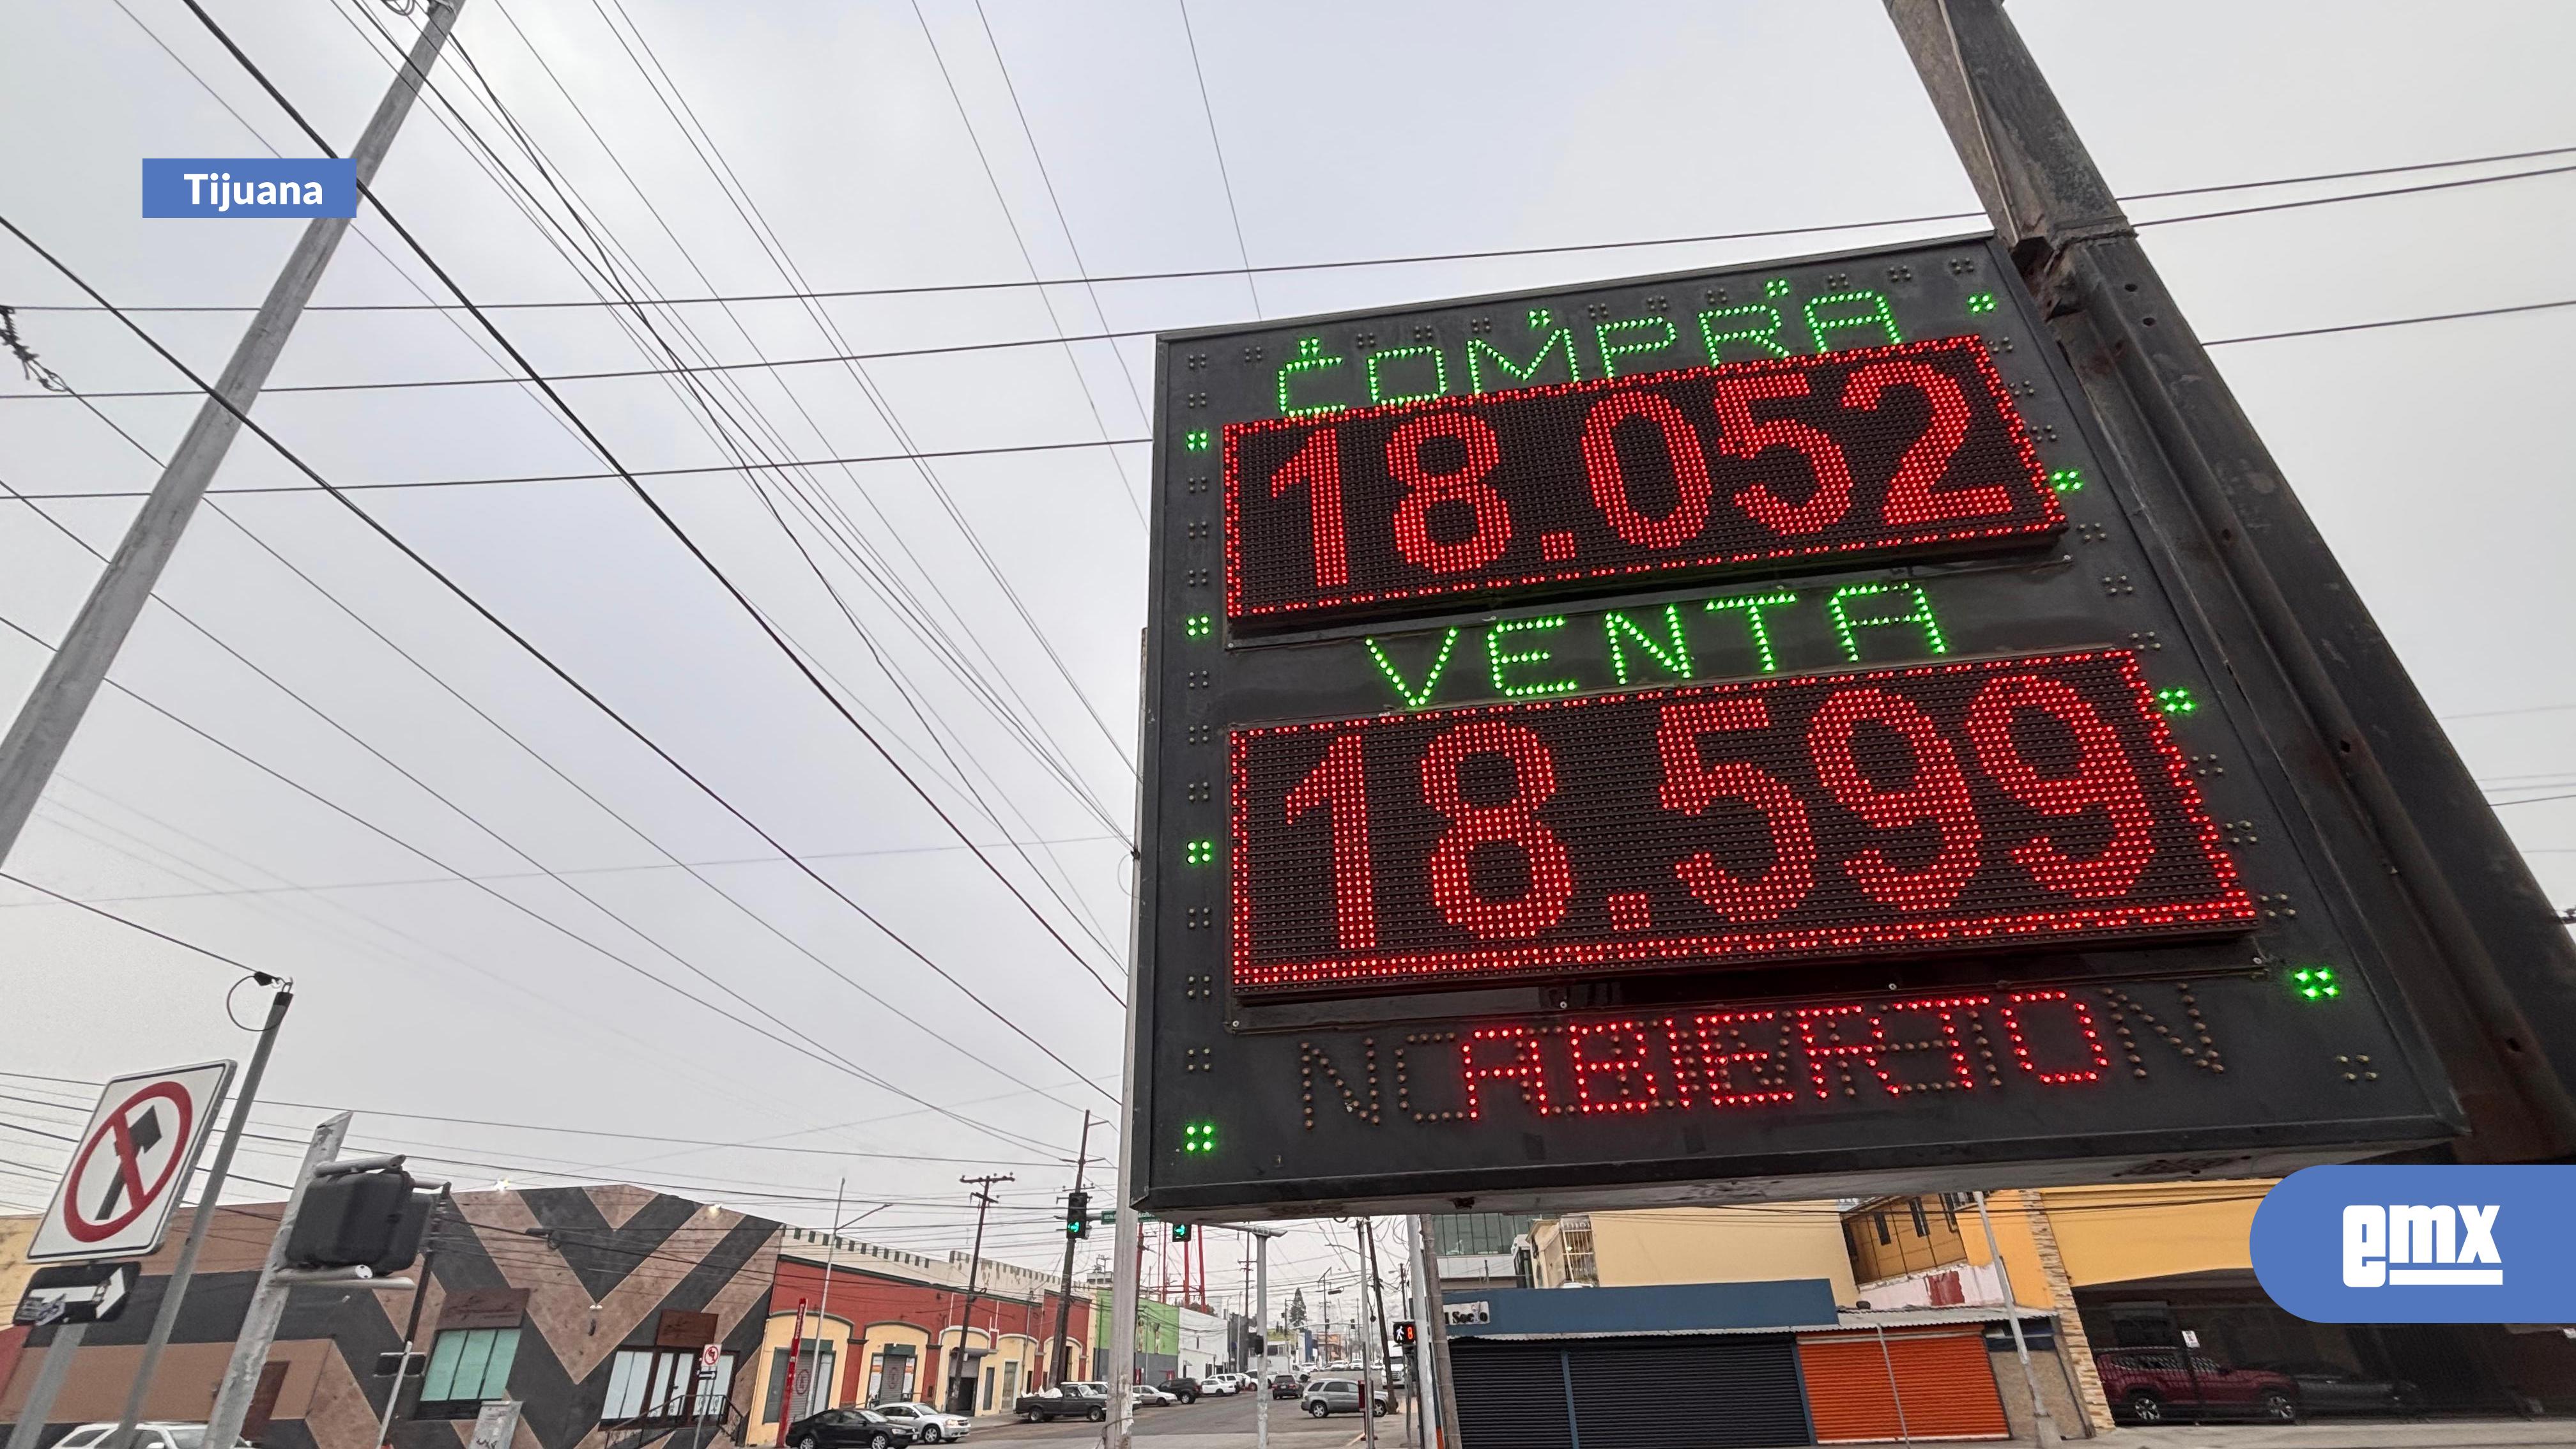 Tijuana
COMPRA
18.052
VENTA
18.599
ABIERTO
emx